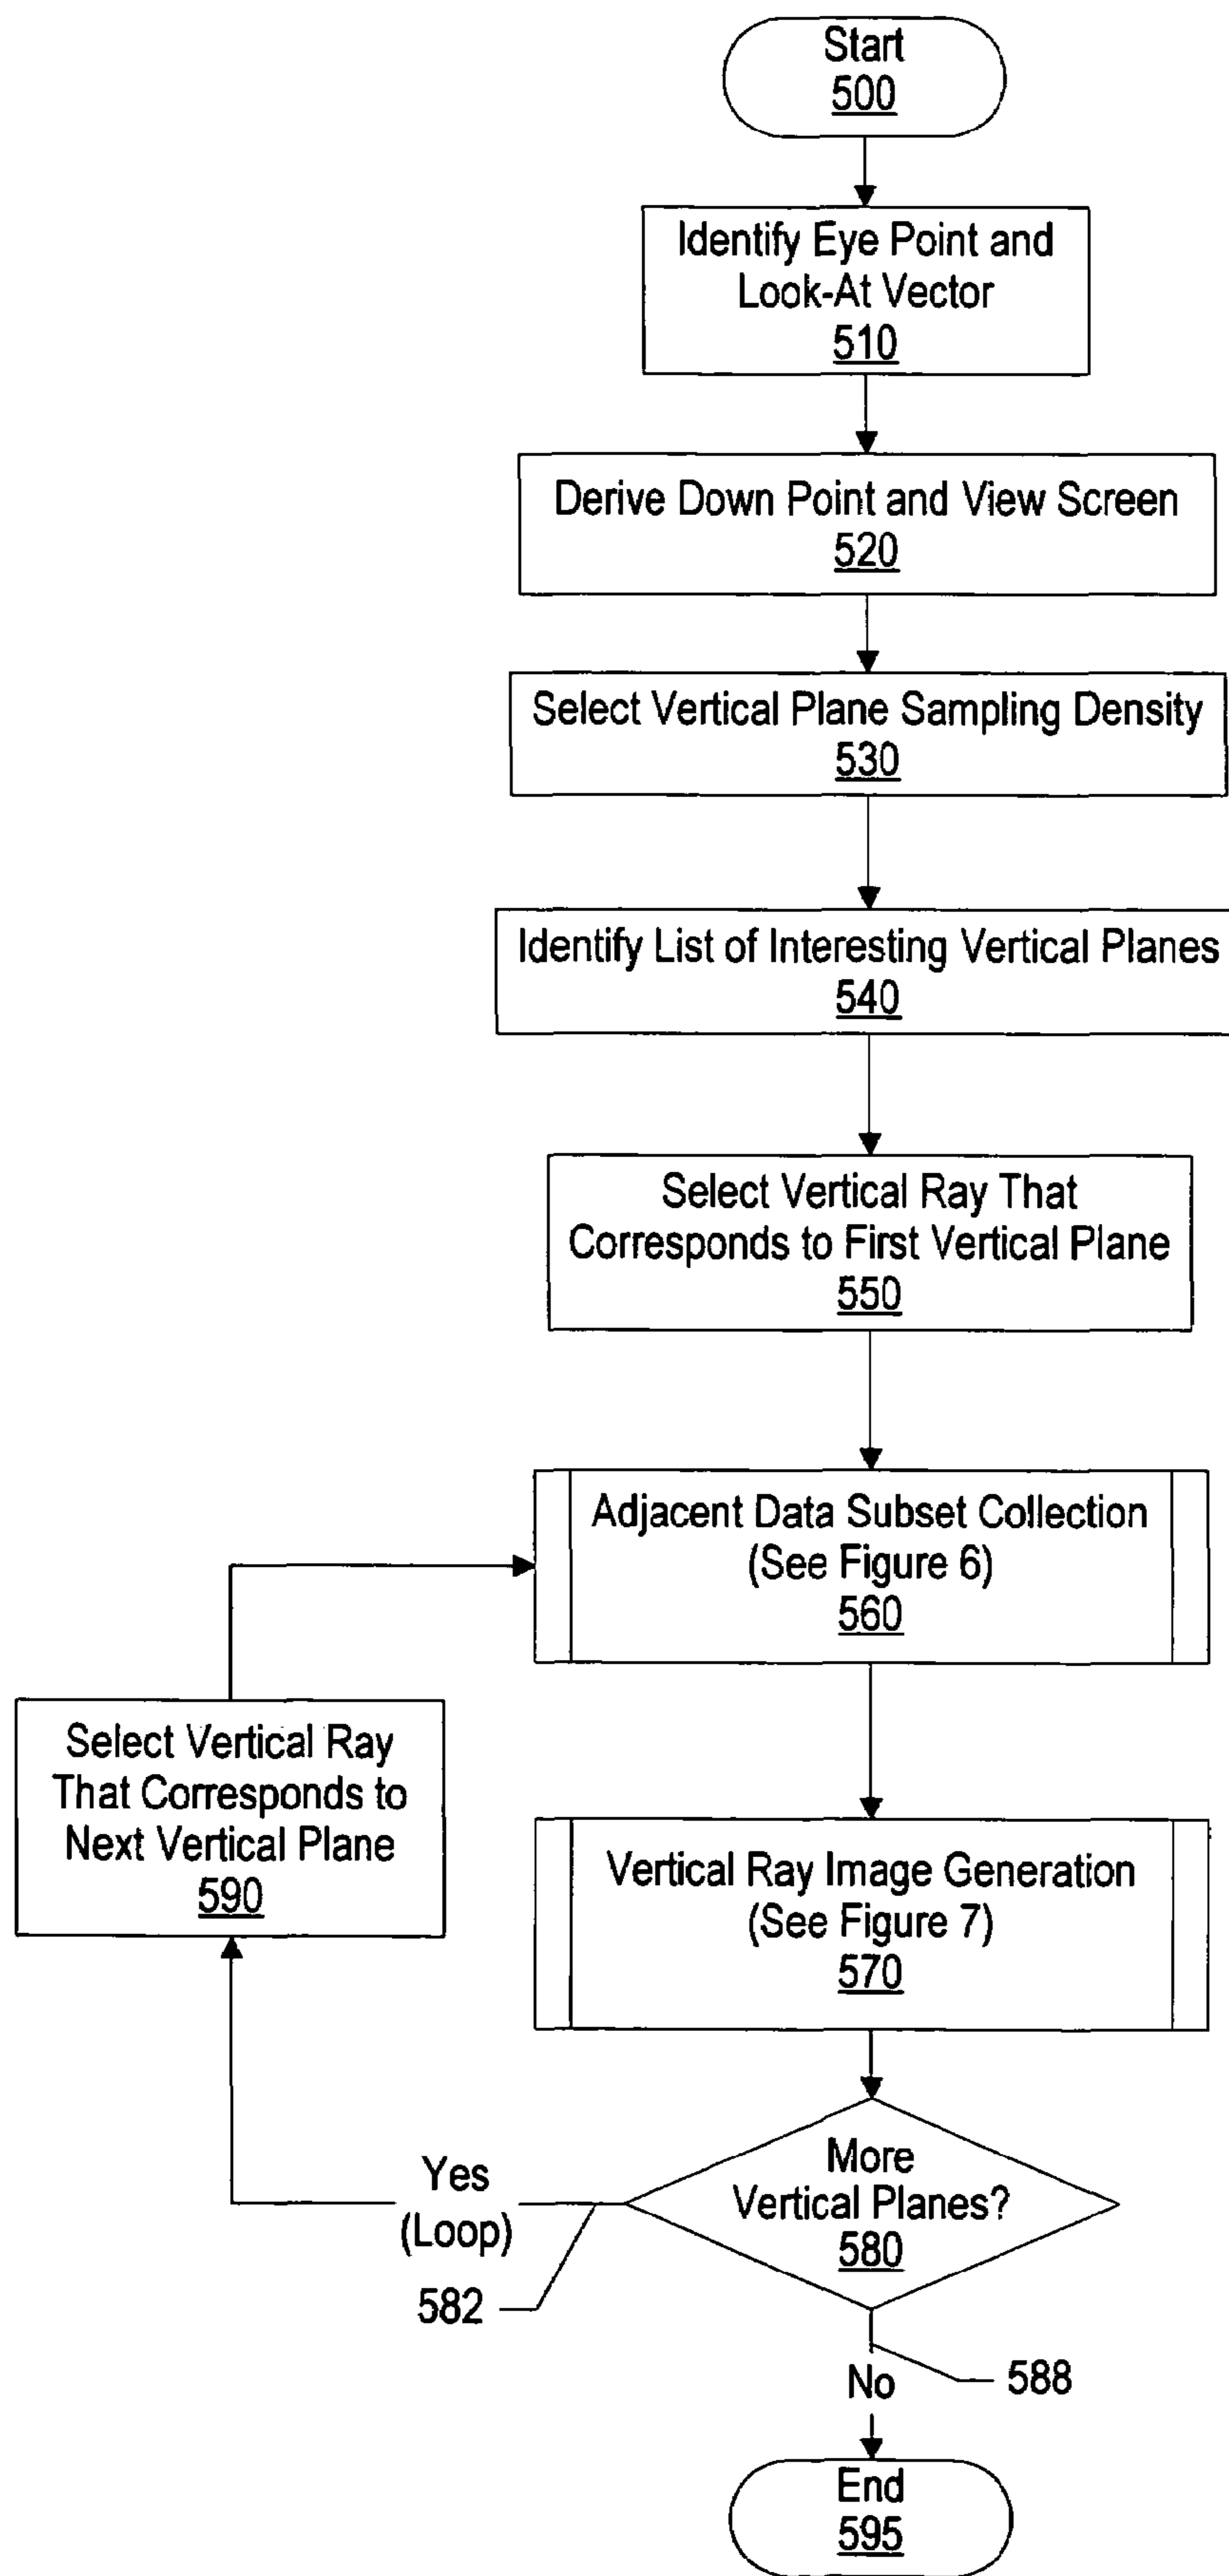 Start
500
Identify Eye Point and
Look-At Vector
510
Derive Down Point and View Screen
520
Select Vertical Plane Sampling Density
530
Identify List of Interesting Vertical Planes
540
Select Vertical Ray That
Corresponds to First Vertical Plane
550
Adjacent Data Subset Collection
(See Figure 6)
560
Select Vertical Ray
That Corresponds to
Next Vertical Plane
590
Vertical Ray Image Generation
(See Figure 7)
570
More
Vertical Planes?
580
Yes
(Loop)
582
588
No
End
595